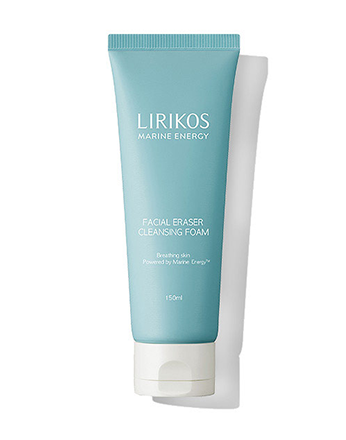 LIRIKOS
MARINE ENERGY
FACIAL ERASER
CLEANSING FOAM
Breathing skin
Powered by Marine Energy™
150ml